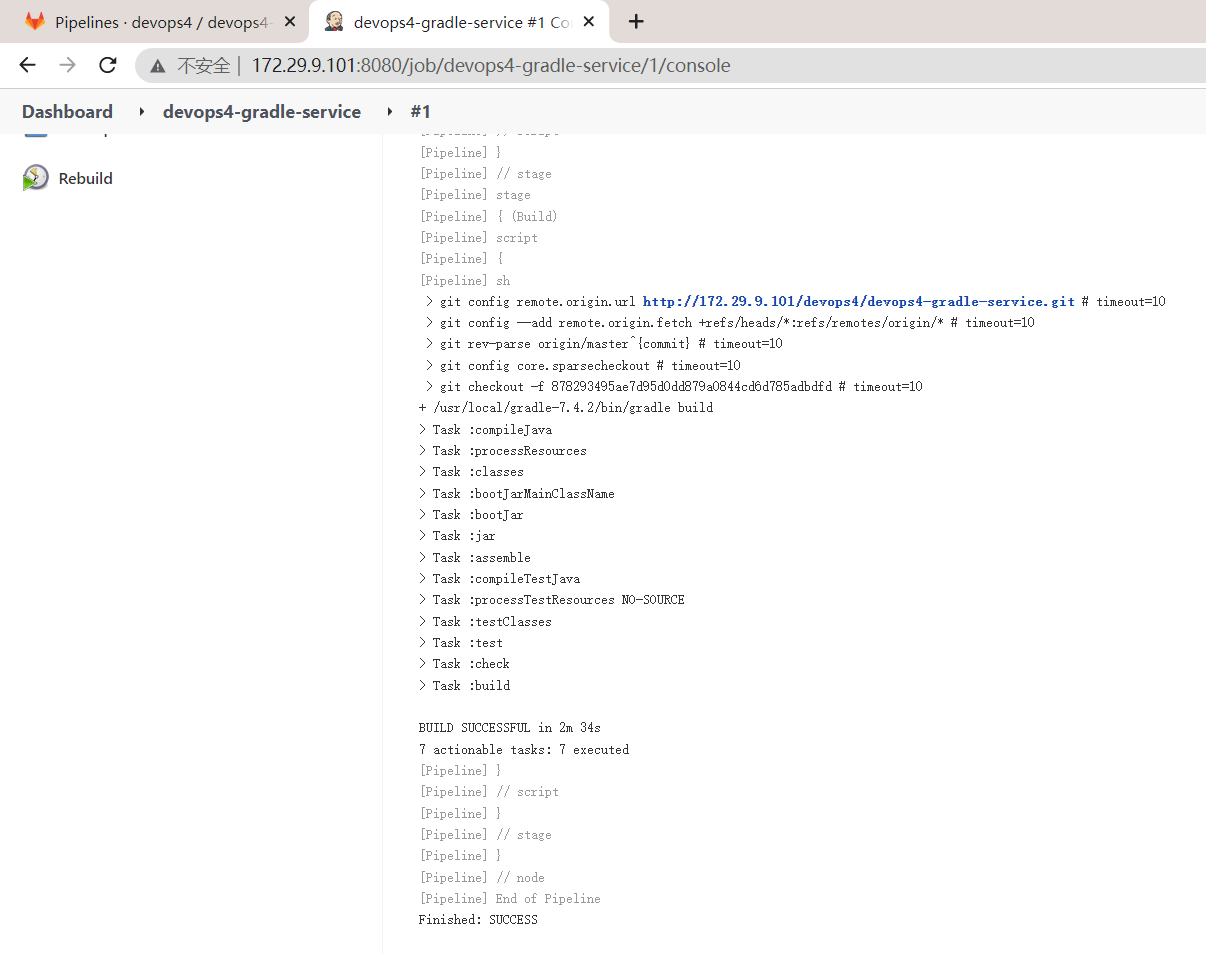 Pipelines · devops4 / devops4-
devops4-gradle-service #1 Co
不安全 | 172.29.9.101:8080/job/devops4-gradle-service/1/console
Dashboard
devops4-gradle-service
#1
Rebuild
[Pipeline] // script
[Pipeline] }
[Pipeline] // stage
[Pipeline] stage
[Pipeline] { (Build)
[Pipeline] script
[Pipeline] {
[Pipeline] sh
> git config remote.origin.url http://172.29.9.101/devops4/devops4-gradle-service.git # timeout=10
> git config --add remote.origin.fetch +refs/heads/*:refs/remotes/origin/* # timeout=10
> git rev-parse origin/master^{commit} # timeout=10
> git config core.sparsecheckout # timeout=10
> git checkout -f 878293495ae7d95d0dd879a0844cd6d785adbdfd # timeout=10
+ /usr/local/gradle-7.4.2/bin/gradle build
> Task :compileJava
> Task :processResources
> Task :classes
> Task :bootJarMainClassName
> Task :bootJar
> Task :jar
> Task :assemble
> Task :compileTestJava
> Task :processTestResources NO-SOURCE
> Task :testClasses
> Task :test
> Task :check
> Task :build
BUILD SUCCESSFUL in 2m 34s
7 actionable tasks: 7 executed
[Pipeline] }
[Pipeline] // script
[Pipeline] }
[Pipeline] // stage
[Pipeline] }
[Pipeline] // node
[Pipeline] End of Pipeline
Finished: SUCCESS